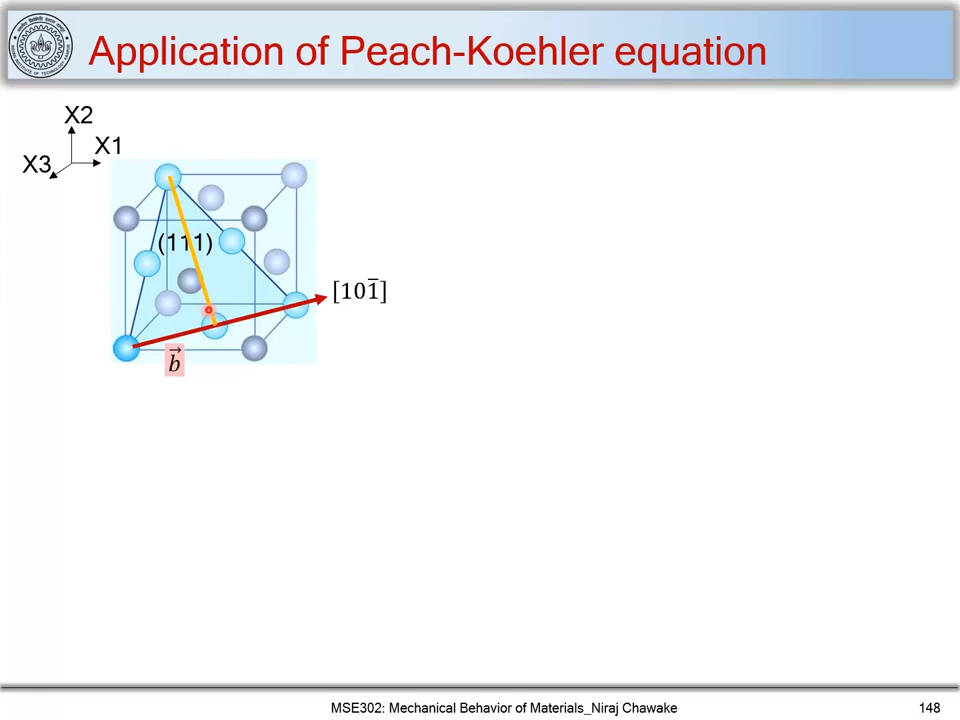 Application of Peach-Koehler equation
X2
X1
X3
(111)
[101̅]
b⃗
MSE302: Mechanical Behavior of Materials_Niraj Chawake
148